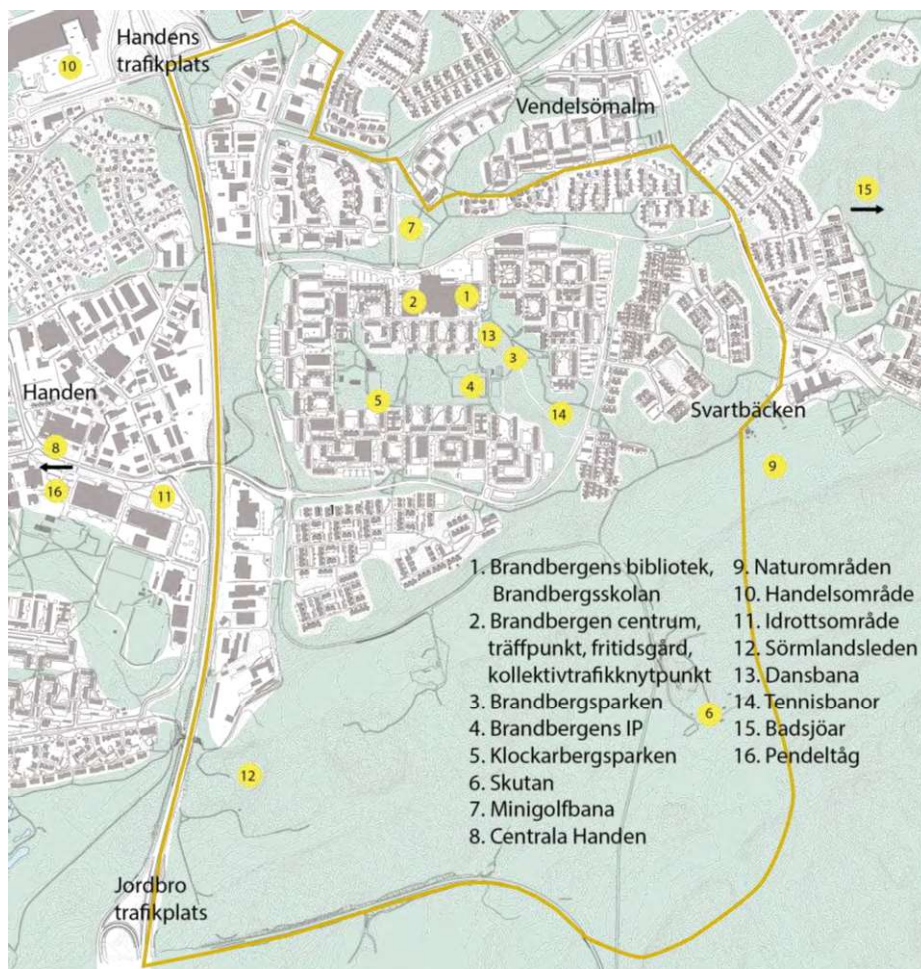 Handens
trafikplats
10
Vendelsömalm
15
7
2
1
13
3
4
5
14
Handen
Svartbäcken
8
9
16
11
1. Brandbergens bibliotek,
Brandbergsskolan
2. Brandbergen centrum,
träffpunkt, fritidsgård,
kollektivtrafikknytpunkt
3. Brandbergsparken
4. Brandbergens IP
5. Klockarbergsparken
6. Skutan
7. Minigolfbana
8. Centrala Handen
9. Naturområden
10. Handelsområde
11. Idrottsområde
12. Sörmlandsleden
13. Dansbana
14. Tennisbanor
15. Badsjöar
16. Pendeltåg
6
12
Jordbro
trafikplats